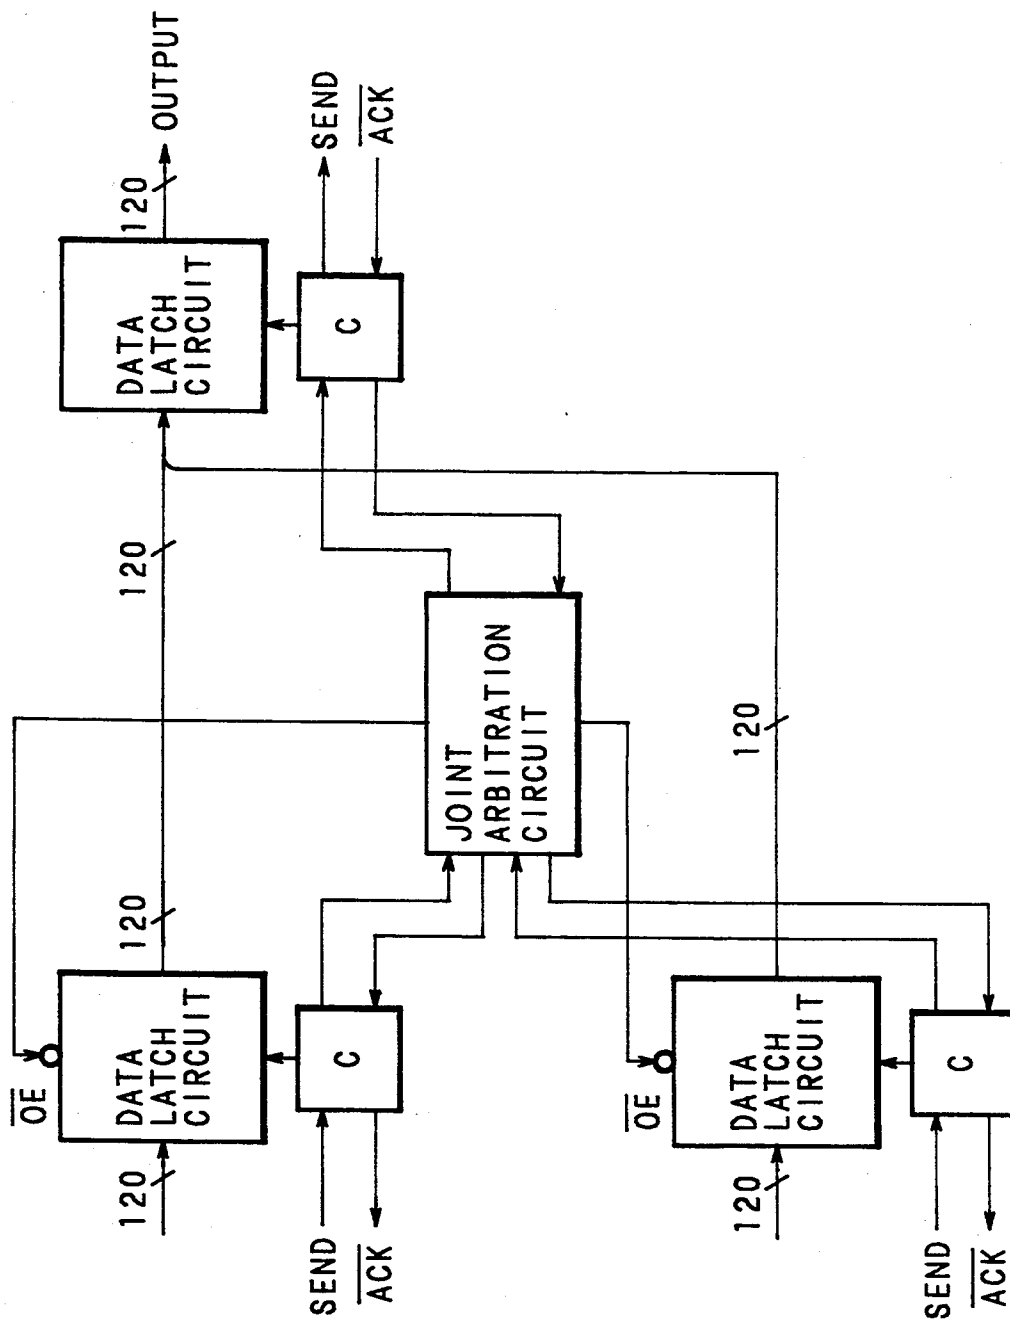 OE
120
DATA
LATCH
CIRCUIT
120
120
DATA
LATCH
CIRCUIT
120
OUTPUT
SEND
ACK
C
C
SEND
ACK
JOINT
ARBITRATION
CIRCUIT
OE
120
DATA
LATCH
CIRCUIT
120
SEND
ACK
C